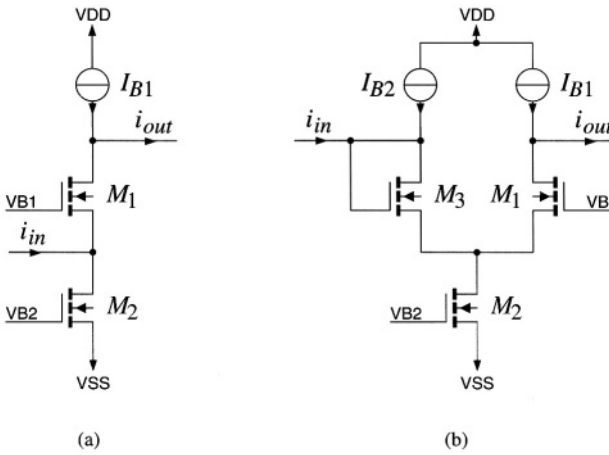 VDD
I_B1
i_out
VB1
M_1
i_in
VB2
M_2
VSS
(a)
VDD
I_B2
I_B1
i_in
i_out
M_3
M_1
VB
VB2
M_2
VSS
(b)